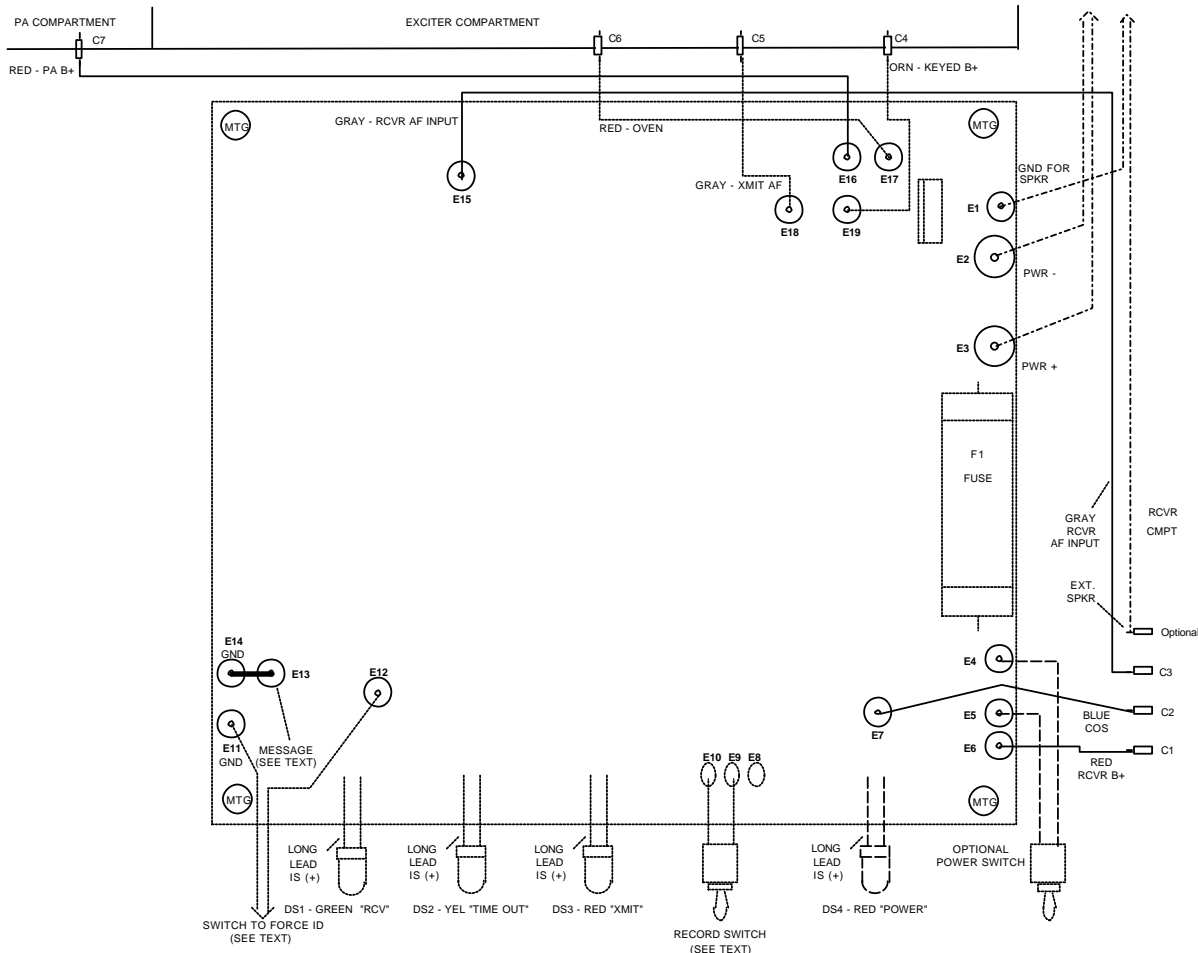 PA COMPARTMENT
EXCITER COMPARTMENT
C7
C6
C5
C4
RED - PA B+
ORN - KEYED B+
MTG
GRAY - RCVR AF INPUT
RED - OVEN
MTG
GND FOR
SPKR
E16
E17
GRAY - XMIT AF
E15
E18
E19
E1
E2
PWR -
E3
PWR +
F1
FUSE
GRAY
RCVR
AF INPUT
RCVR
CMPT
EXT.
SPKR
Optional
E14
GND
E13
E12
E4
C3
E11
GND
MESSAGE
(SEE TEXT)
E7
E5
BLUE
COS
C2
E6
RED
RCVR B+
C1
E10
E9
E8
MTG
MTG
LONG
LEAD
IS (+)
LONG
LEAD
IS (+)
LONG
LEAD
IS (+)
LONG
LEAD
IS (+)
OPTIONAL
POWER SWITCH
DS1 - GREEN "RCV"
DS2 - YEL "TIME OUT"
DS3 - RED "XMIT"
DS4 - RED "POWER"
SWITCH TO FORCE ID
(SEE TEXT)
RECORD SWITCH
(SEE TEXT)